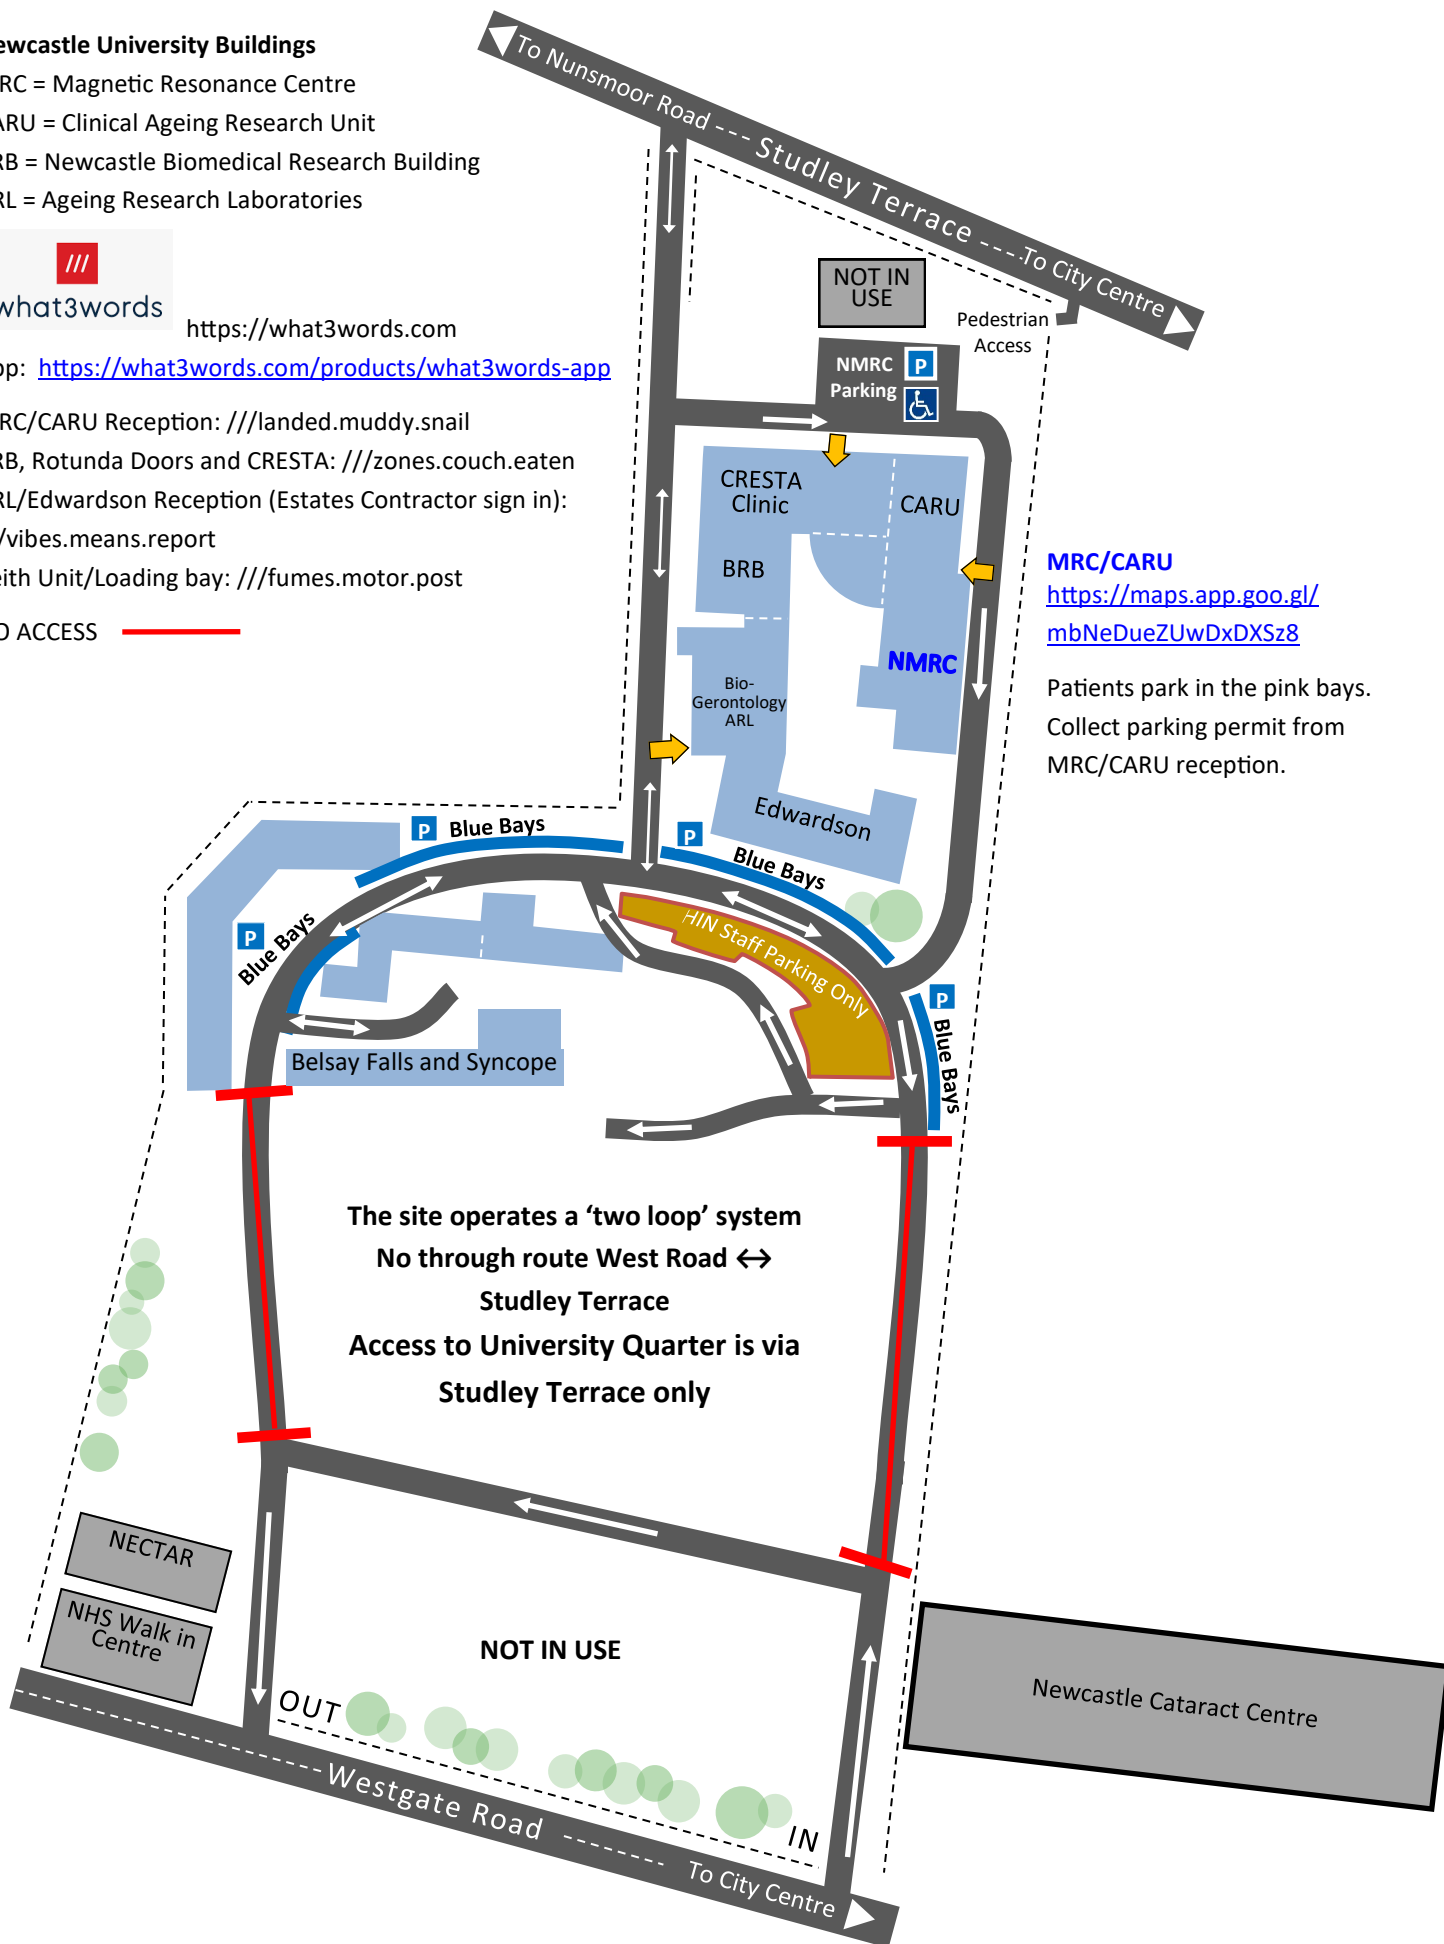 ewcastle University Buildings
RC = Magnetic Resonance Centre
ARU = Clinical Ageing Research Unit
RB = Newcastle Biomedical Research Building
RL = Ageing Research Laboratories
///
what3words
https://what3words.com
pp: https://what3words.com/products/what3words-app
RC/CARU Reception: ///landed.muddy.snail
RB, Rotunda Doors and CRESTA: ///zones.couch.eaten
RL/Edwardson Reception (Estates Contractor sign in):
/vibes.means.report
eith Unit/Loading bay: ///fumes.motor.post
O ACCESS
To Nunsmoor Road --- Studley Terrace ---- To City Centre
NOT IN
USE
Pedestrian
Access
NMRC
Parking
P
CRESTA
Clinic
CARU
BRB
NMRC
Bio-
Gerontology
ARL
Edwardson
MRC/CARU
https://maps.app.goo.gl/
mbNeDueZUwDxDXSz8
Patients park in the pink bays.
Collect parking permit from
MRC/CARU reception.
P Blue Bays
P
Blue Bays
P
Blue Bays
HIN Staff Parking Only
P
Blue Bays
Belsay Falls and Syncope
The site operates a ‘two loop’ system
No through route West Road ↔
Studley Terrace
Access to University Quarter is via
Studley Terrace only
NECTAR
NHS Walk in
Centre
NOT IN USE
OUT
IN
Newcastle Cataract Centre
Westgate Road
To City Centre